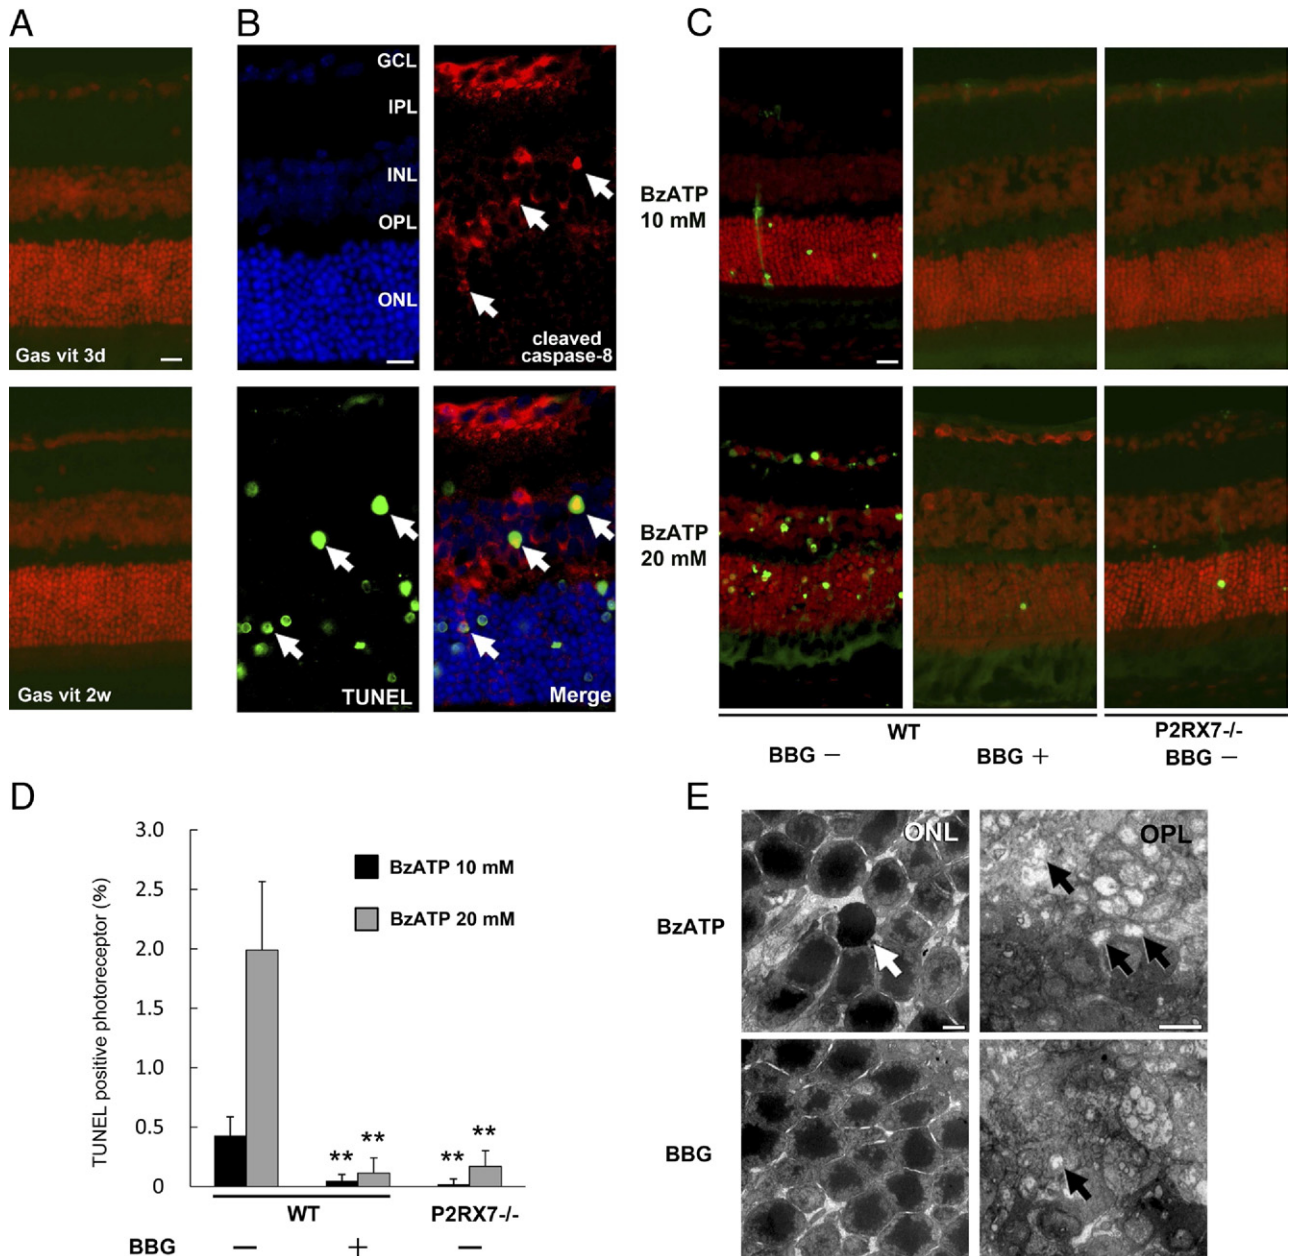 A
B
C
D
E
Gas vit 3d
Gas vit 2w
GCL
IPL
INL
OPL
ONL
cleaved
caspase-8
TUNEL
Merge
BzATP
10 mM
BzATP
20 mM
WT
P2RX7-/-
BBG −
BBG +
BBG −
3.0
2.5
2.0
1.5
1.0
0.5
0
TUNEL positive photoreceptor (%)
BzATP 10 mM
BzATP 20 mM
** **
** **
WT
P2RX7-/-
BBG − + −
ONL
OPL
BzATP
BBG